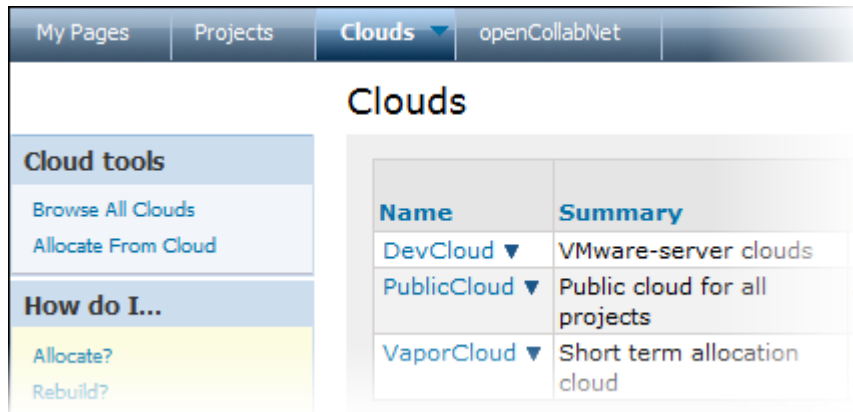 My Pages Projects Clouds openCollabNet
Clouds
Cloud tools
Browse All Clouds
Allocate From Cloud
How do I...
Allocate?
Rebuild?
Name Summary
DevCloud VMware-server clouds
PublicCloud Public cloud for all
projects
VaporCloud Short term allocation
cloud